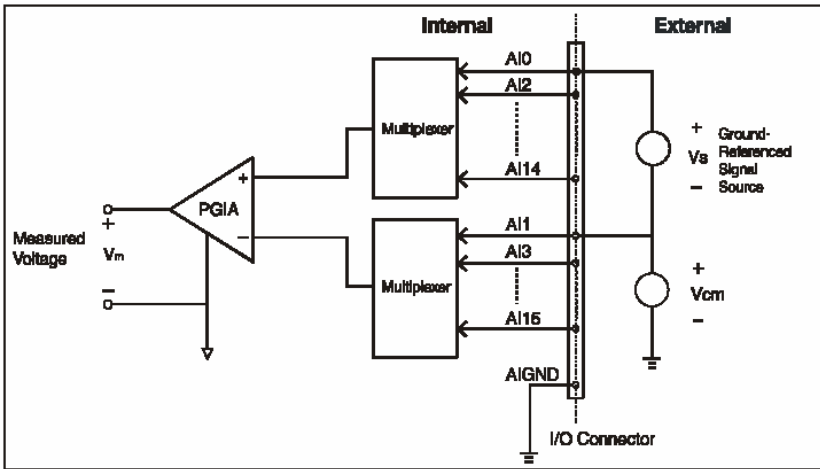 Internal
External
AI0
AI2
Multiplexer
AI14
+
Vs
−
Ground-
Referenced
Signal
Source
+
PGIA
−
Measured
Voltage
+
Vm
−
AI1
AI3
Multiplexer
AI15
+
Vcm
−
AIGND
I/O Connector